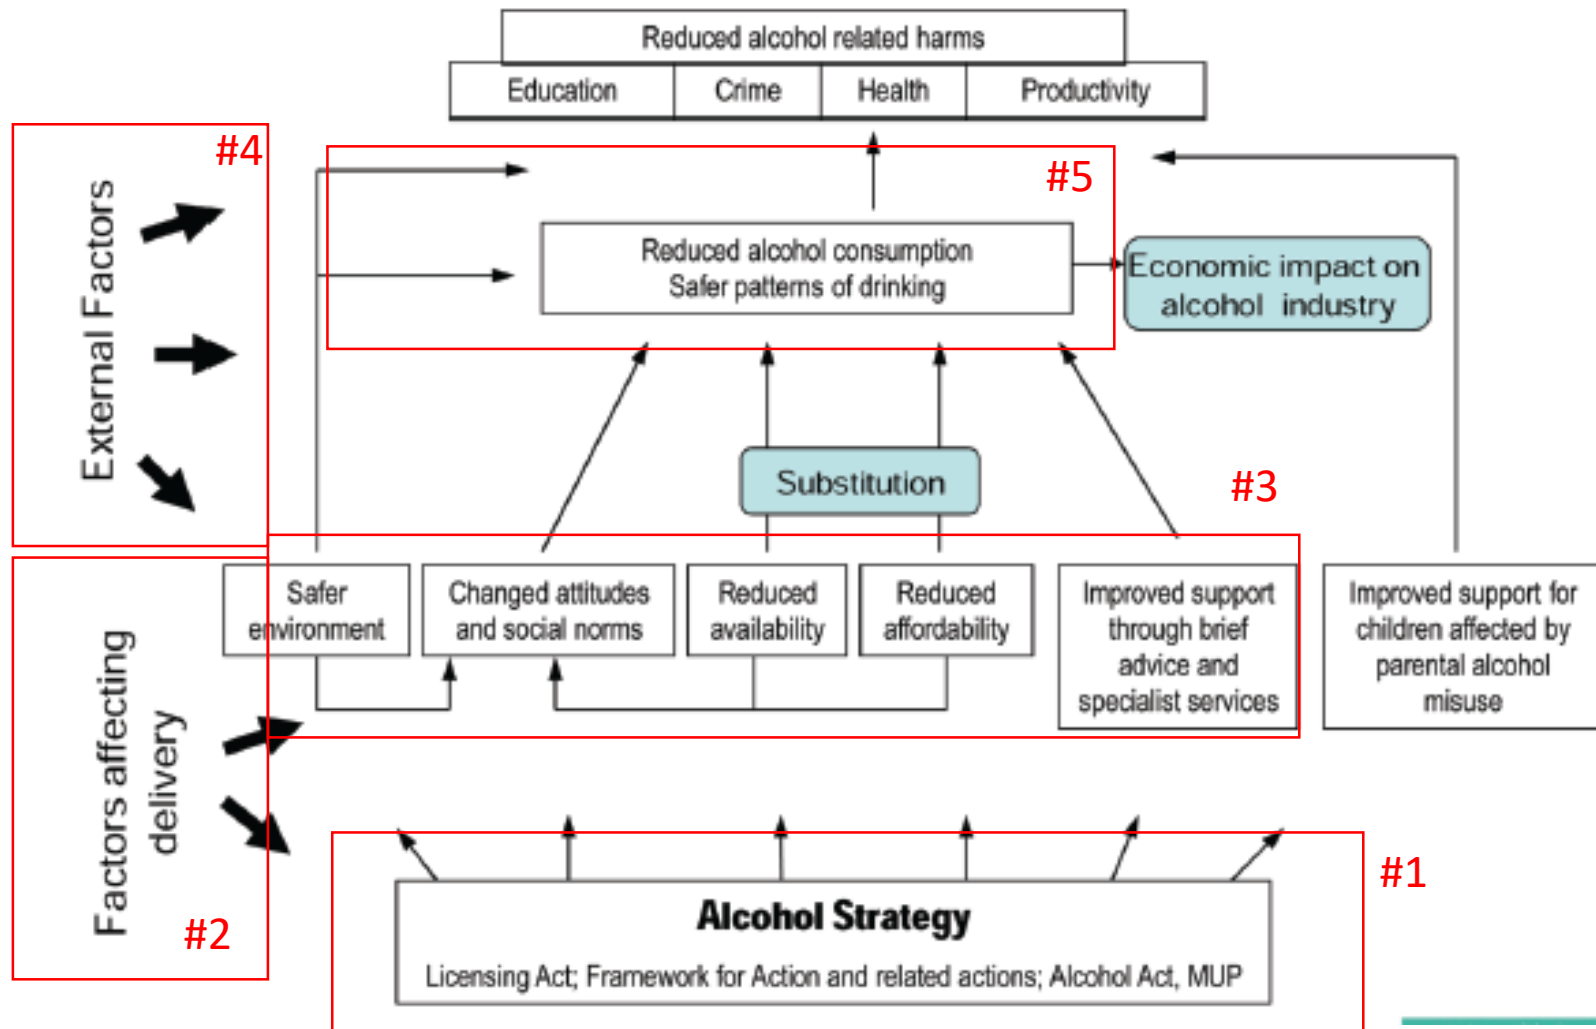 Reduced alcohol related harms
Education Crime Health Productivity
#4
#5
External Factors
Reduced alcohol consumption
Safer patterns of drinking
Economic impact on
alcohol industry
Substitution
#3
Safer
environment
Changed attitudes
and social norms
Reduced
availability
Reduced
affordability
Improved support
through brief
advice and
specialist services
Improved support for
children affected by
parental alcohol
misuse
Factors affecting
delivery
#2
#1
Alcohol Strategy
Licensing Act; Framework for Action and related actions; Alcohol Act, MUP